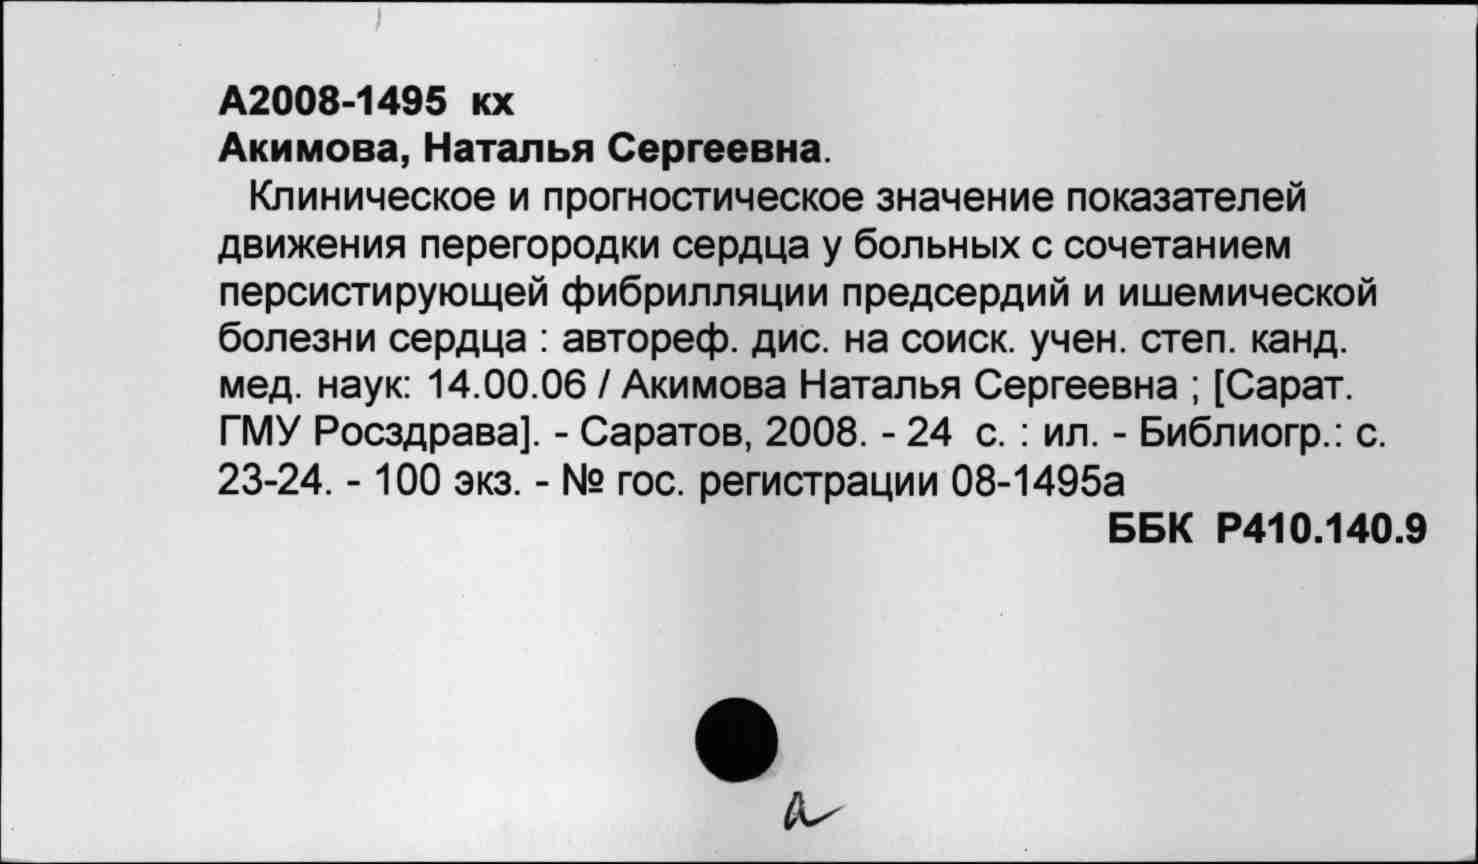 А2008-1495 кх
Акимова, Наталья Сергеевна.
Клиническое и прогностическое значение показателей
движения перегородки сердца у больных с сочетанием
персистирующей фибрилляции предсердий и ишемической
болезни сердца : автореф. дис. на соиск. учен. степ. канд.
мед. наук: 14.00.06 / Акимова Наталья Сергеевна ; [Сарат.
ГМУ Росздрава]. - Саратов, 2008. - 24 с. : ил. - Библиогр.: с.
23-24. - 100 экз. - № гос. регистрации 08-1495а
ББК Р410.140.9
а